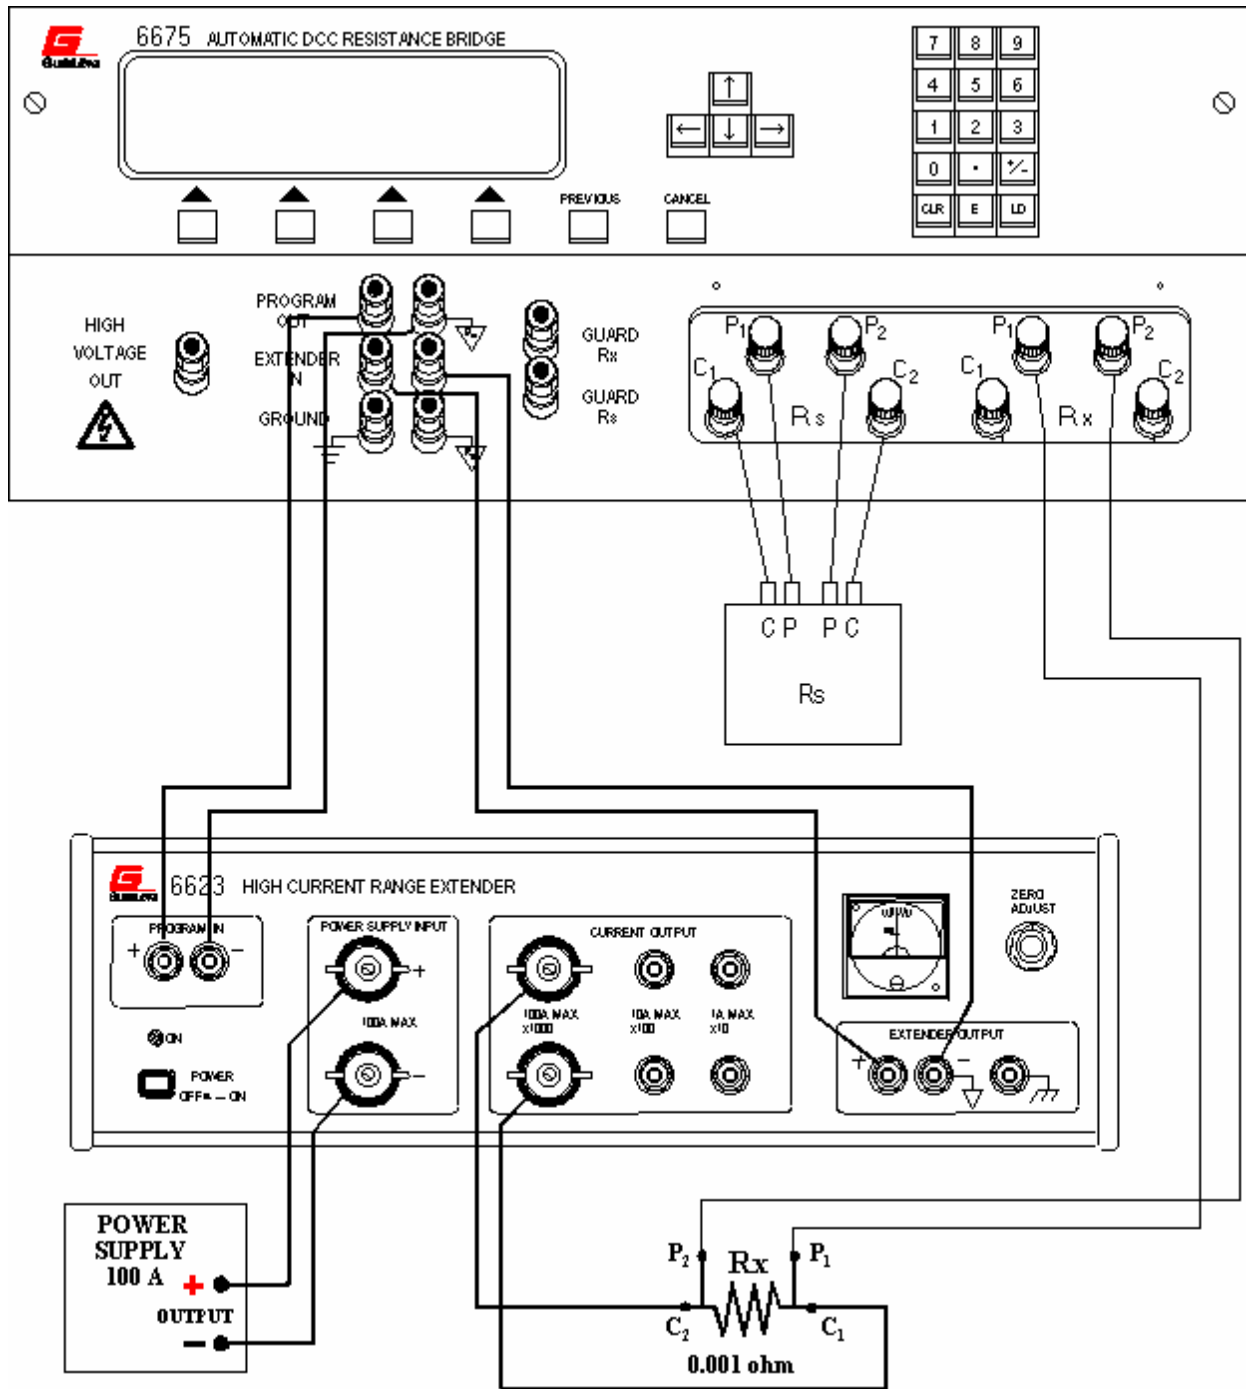 6675 AUTOMATIC DCC RESISTANCE BRIDGE
Guildline
7 8 9
4 5 6
1 2 3
0 . +/-
CLR E LD
↑
← ↓ →
PREVIOUS
CANCEL
HIGH
VOLTAGE
OUT
PROGRAM
OUT
EXTENDER
IN
GROUND
GUARD
Rx
GUARD
Rs
P1 P2
C1 Rs C2
P1 P2
C1 Rx C2
C P P C
Rs
Guildline
6623 HIGH CURRENT RANGE EXTENDER
PROGRAM IN
+ -
ON
POWER
OFF - ON
POWER SUPPLY INPUT
+
100A MAX
-
CURRENT OUTPUT
100A MAX
x1000
10A MAX
x100
1A MAX
x10
ZERO
ADJUST
EXTENDER OUTPUT
+ -
POWER
SUPPLY
100 A
+
OUTPUT
-
P2 Rx P1
C2 C1
0.001 ohm